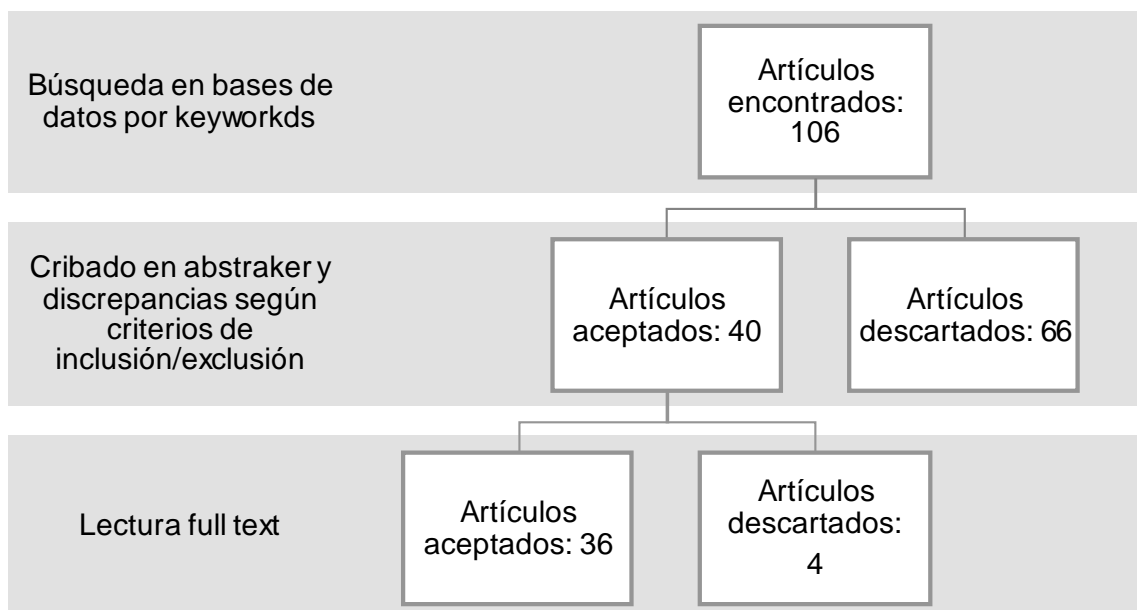 Búsqueda en bases de
datos por keyworkds
Artículos
encontrados:
106
Cribado en abstraker y
discrepancias según
criterios de
inclusión/exclusión
Artículos
aceptados: 40
Artículos
descartados: 66
Lectura full text
Artículos
aceptados: 36
Artículos
descartados:
4